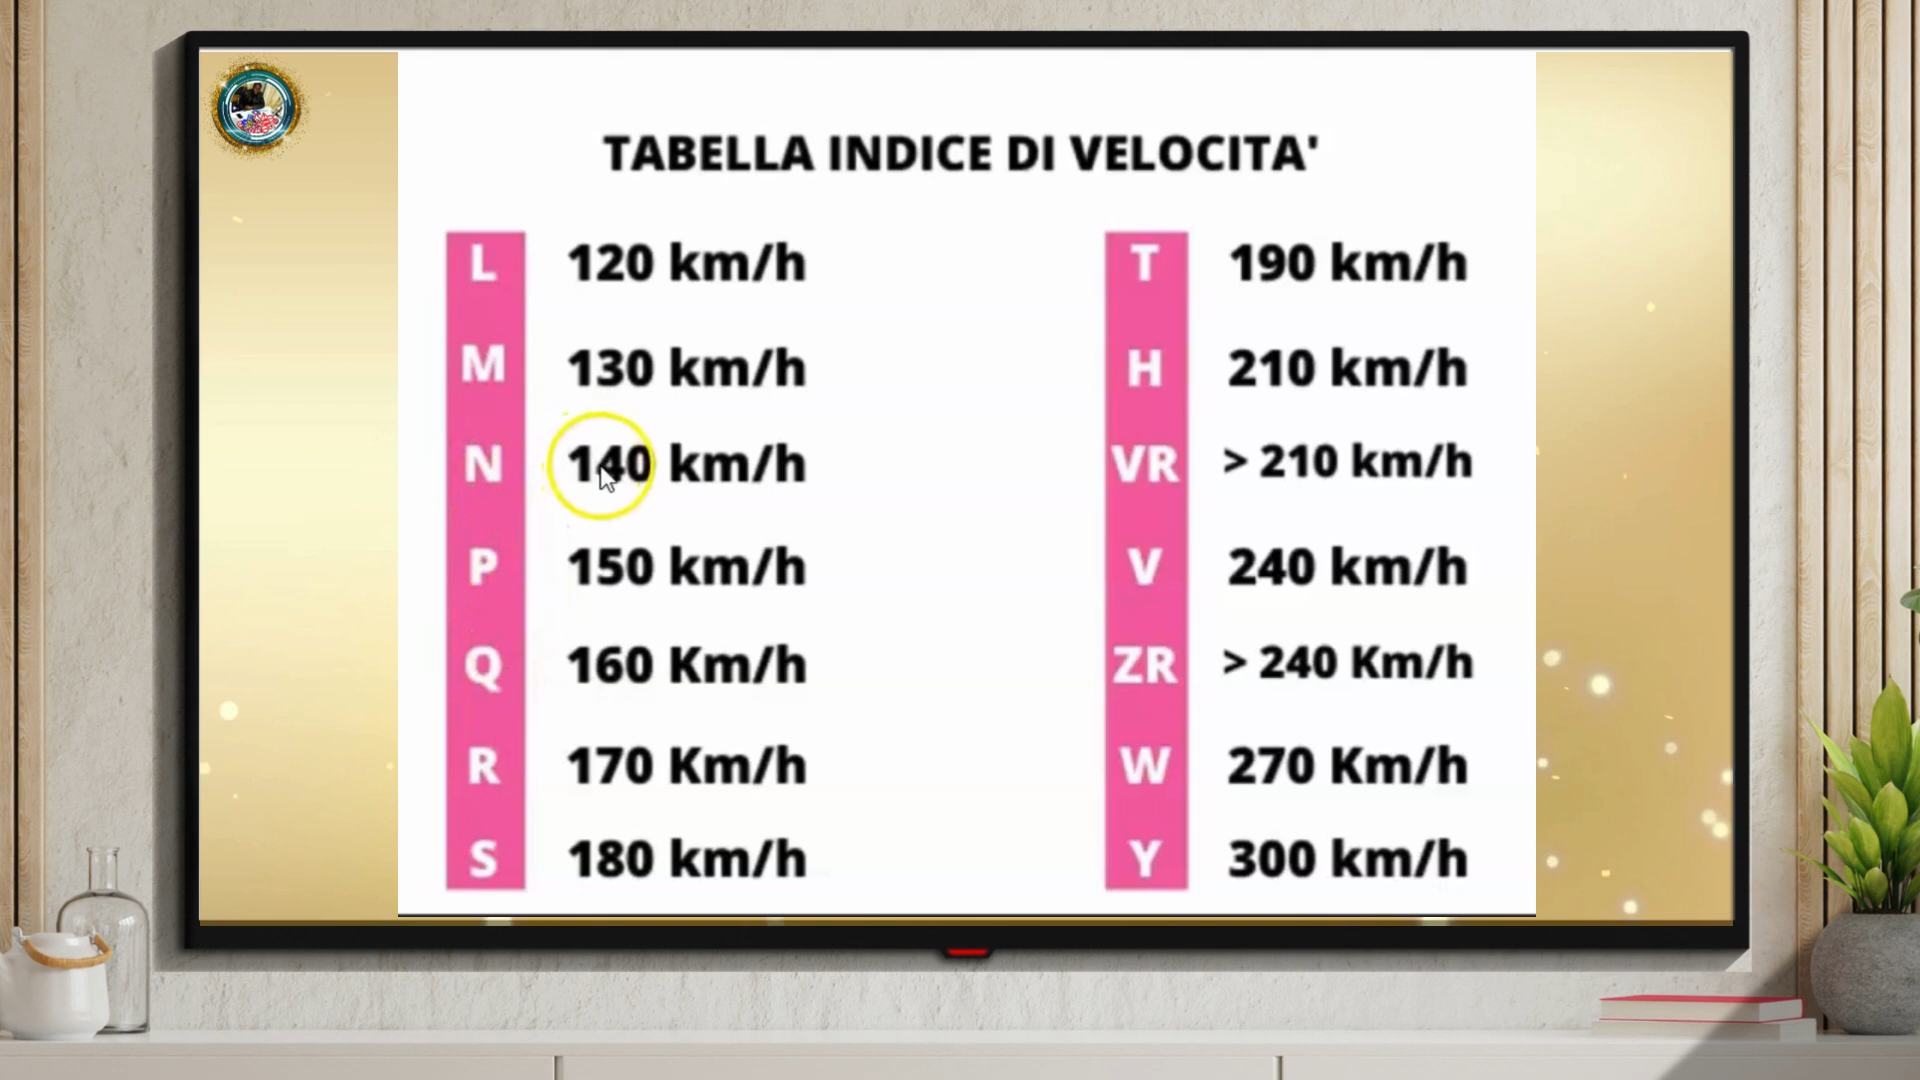 TABELLA INDICE DI VELOCITA'
L 120 km/h
M 130 km/h
N 140 km/h
P 150 km/h
Q 160 Km/h
R 170 Km/h
S 180 km/h
T 190 km/h
H 210 km/h
VR > 210 km/h
V 240 km/h
ZR > 240 Km/h
W 270 Km/h
Y 300 km/h